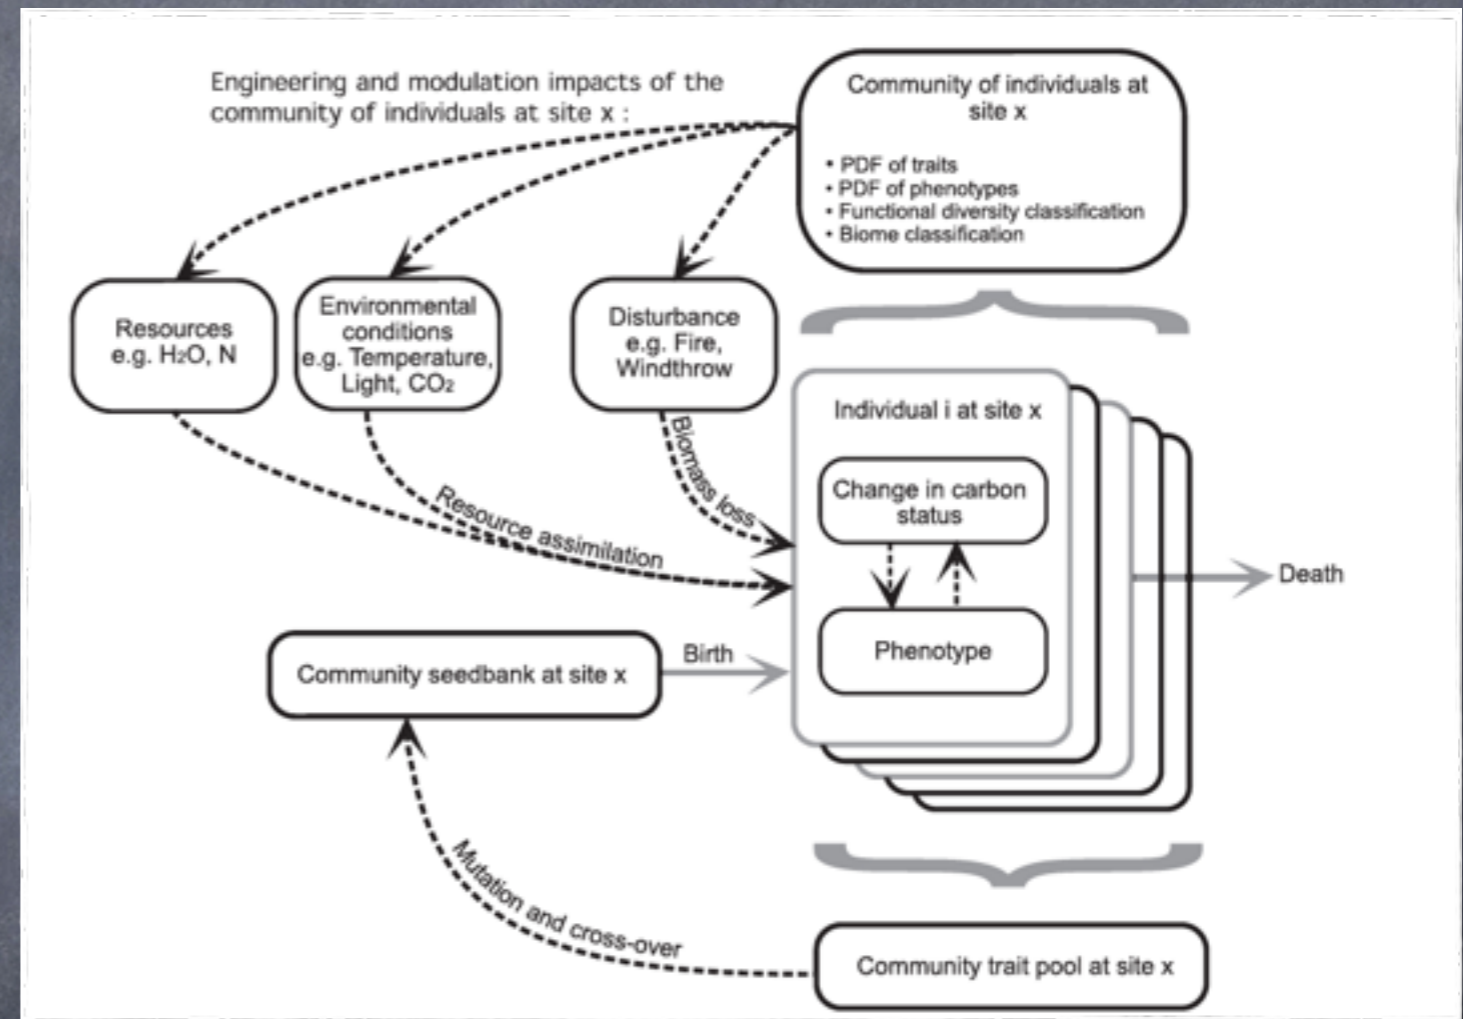 Engineering and modulation impacts of the
community of individuals at site x :
Community of individuals at
site x
• PDF of traits
• PDF of phenotypes
• Functional diversity classification
• Biome classification
Resources
e.g. H₂O, N
Environmental
conditions
e.g. Temperature,
Light, CO₂
Disturbance
e.g. Fire,
Windthrow
Biomass loss
Resource assimilation
Individual i at site x
Change in carbon
status
Phenotype
Death
Community seedbank at site x
Birth
Mutation and cross-over
Community trait pool at site x